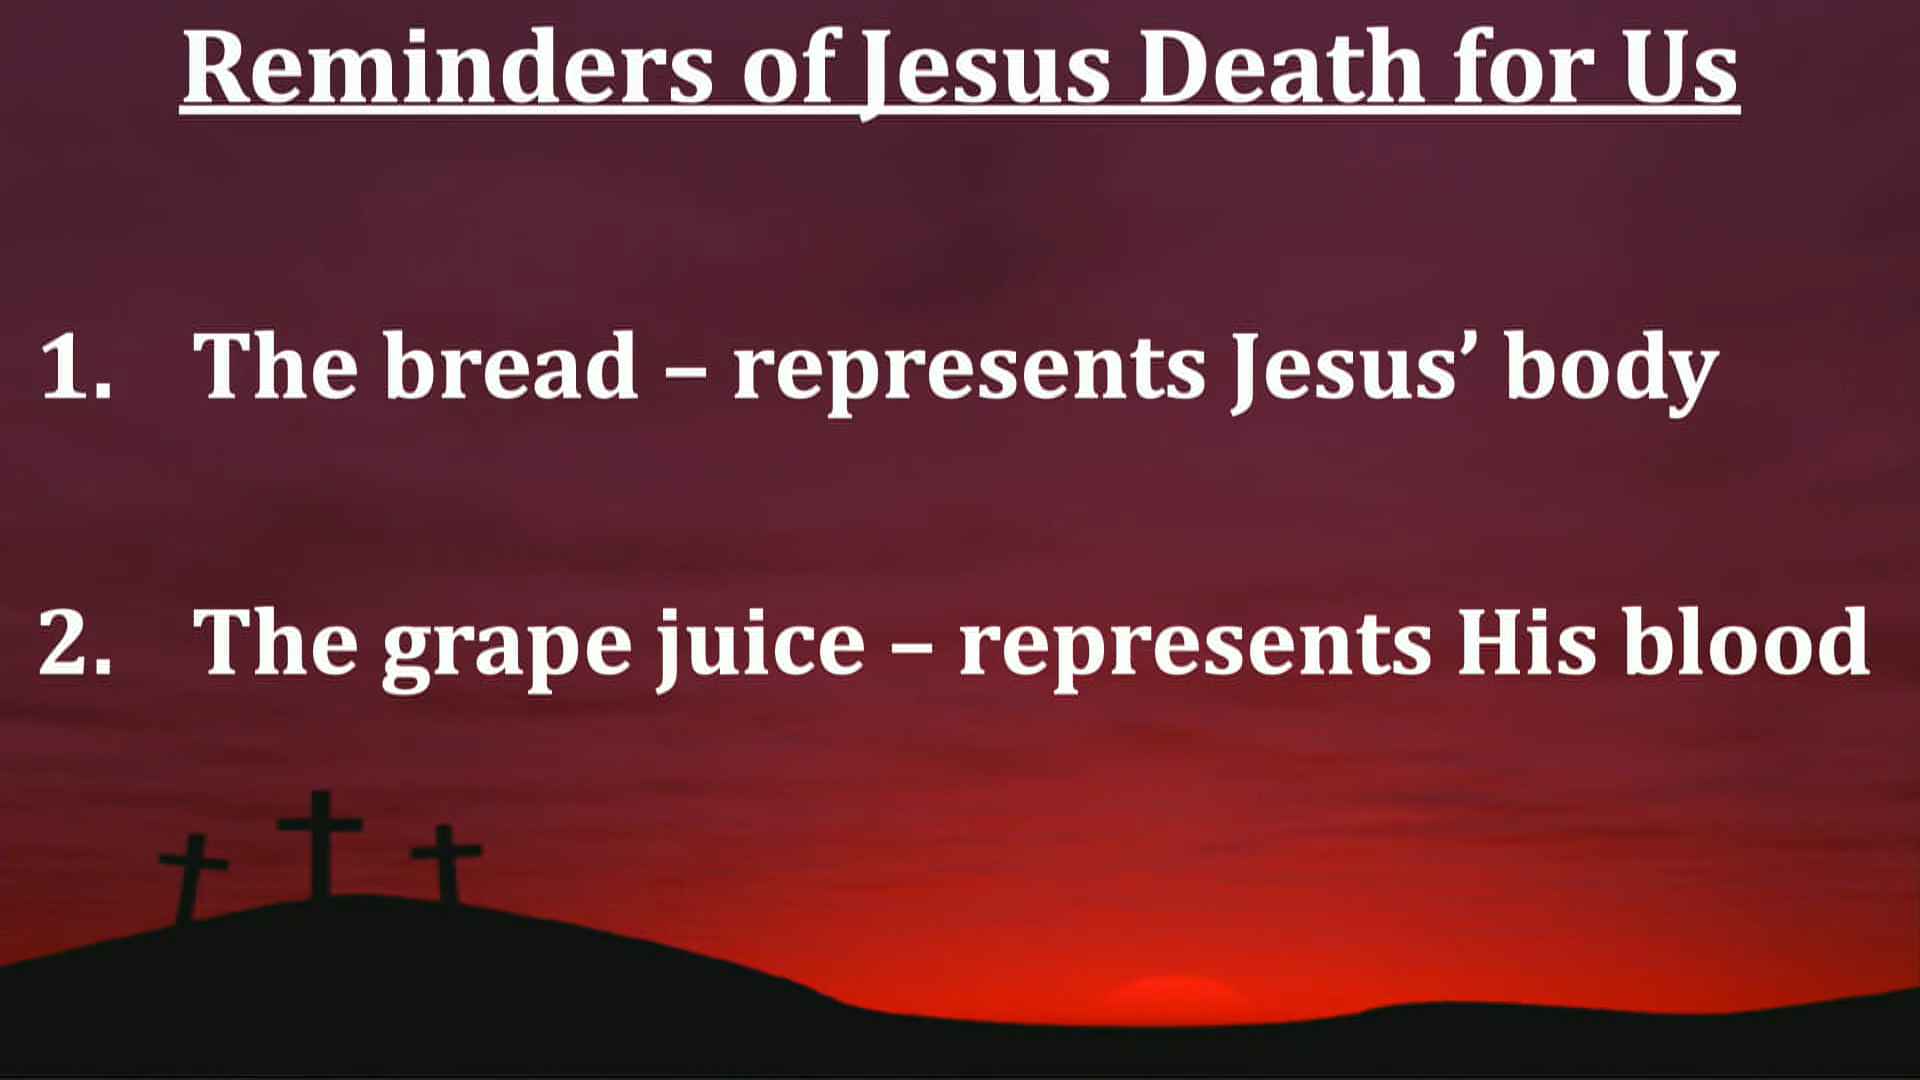 Reminders of Jesus Death for Us
1. The bread – represents Jesus’ body
2. The grape juice – represents His blood